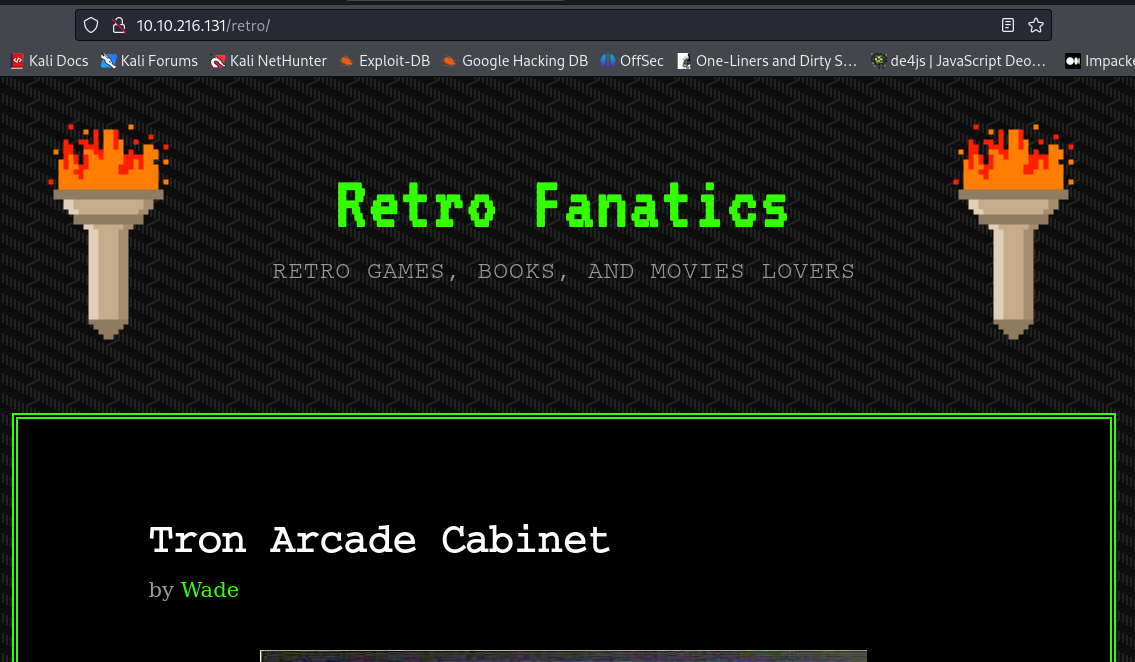 10.10.216.131/retro/
Kali Docs Kali Forums Kali NetHunter Exploit-DB Google Hacking DB OffSec One-Liners and Dirty S… de4js | JavaScript Deo… Impacke
Retro Fanatics
RETRO GAMES, BOOKS, AND MOVIES LOVERS
Tron Arcade Cabinet
by Wade